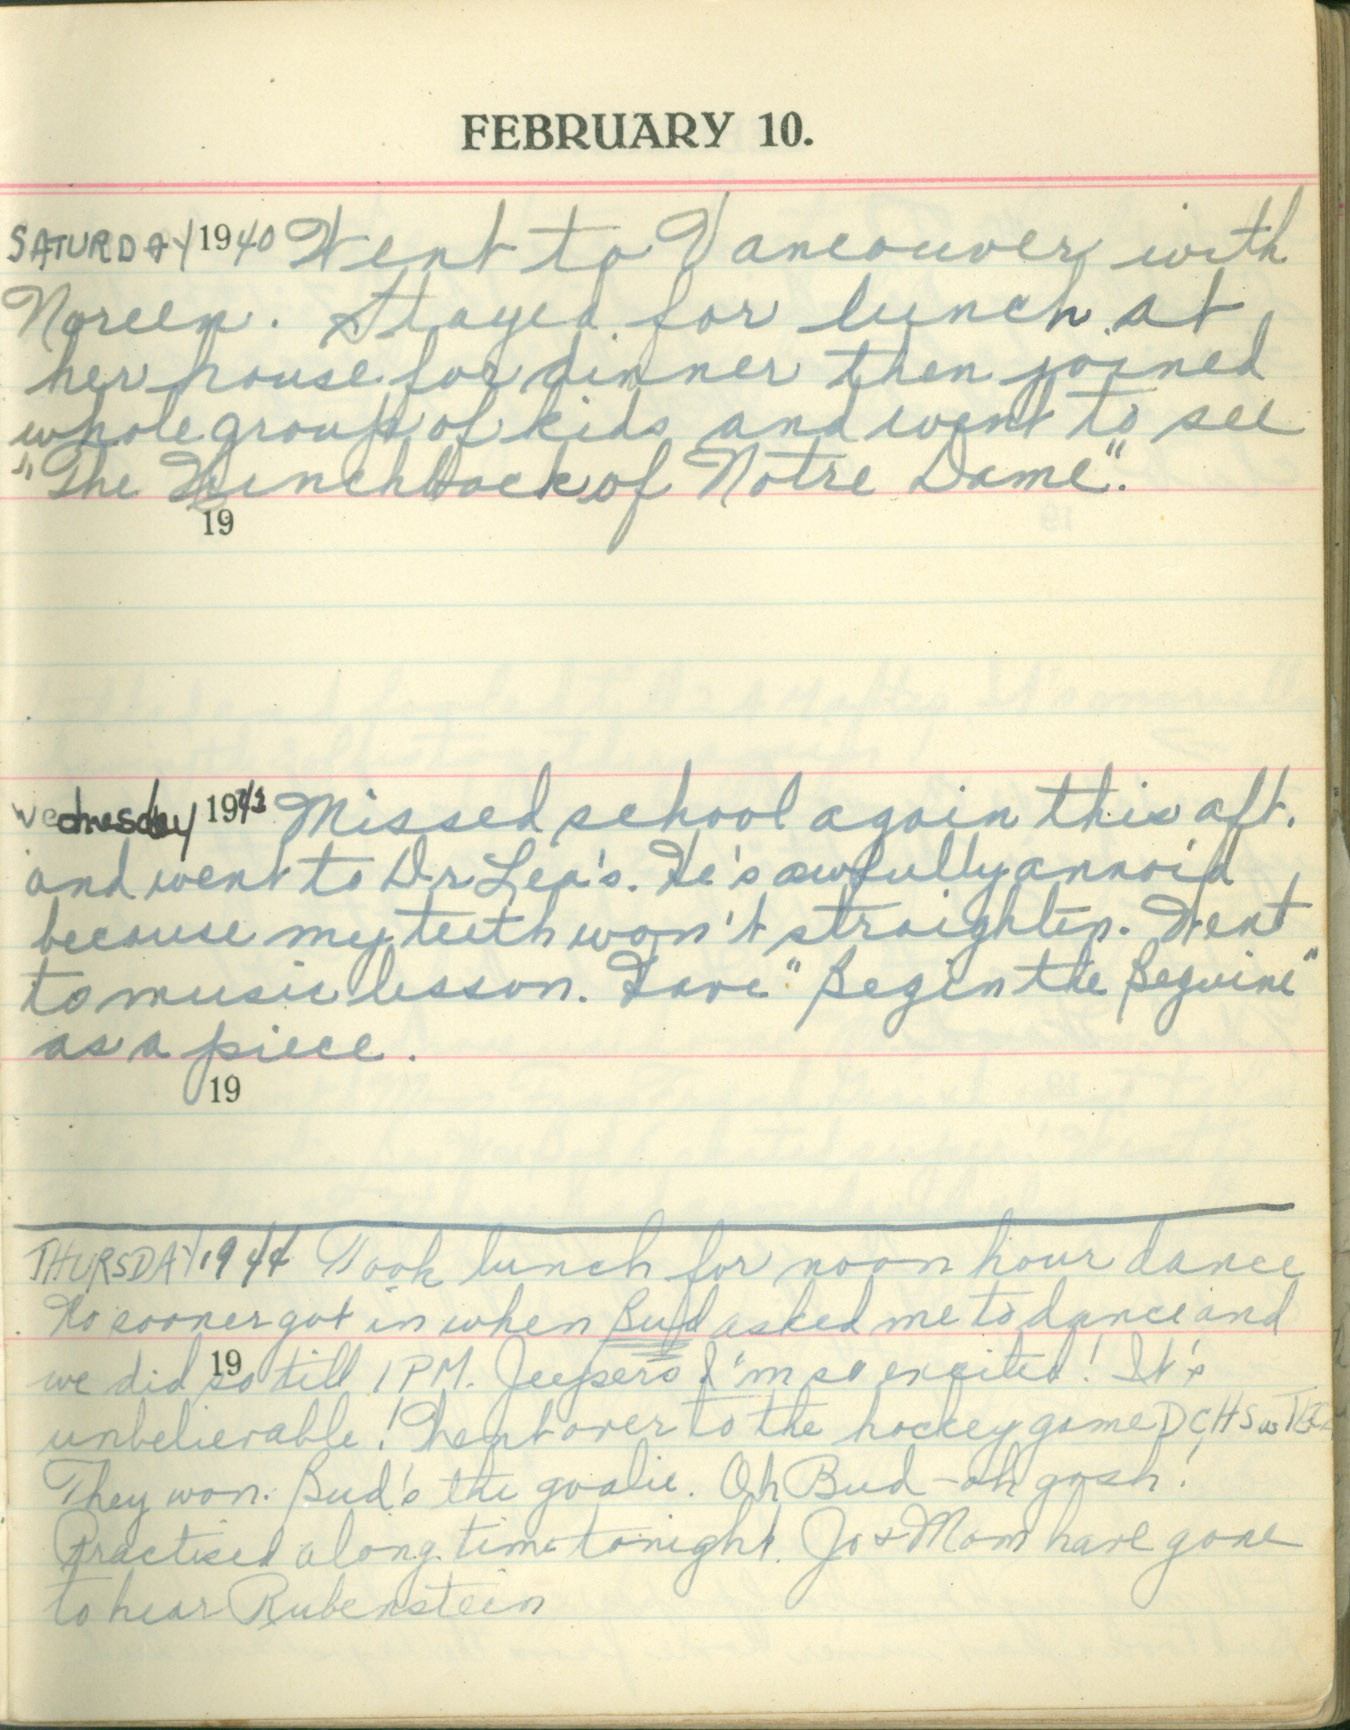 FEBRUARY 10.
SATURDAY 1940 Went to Vancouver with
Noreen. Stayed for lunch at
her house for dinner then joined
whole group of kids and went to see
"The Hunchback of Notre Dame".
19
Wednesday 1943 Missed school again this aft.
and went to Dr Lea's. He's awfully annoid
because my teeth won't straighten. Went
to music lesson. Have "Begin the Beguine"
as a piece.
19
THURSDAY 1944 Took lunch for noon hour dance
No sooner got in when Bud asked me to dance and
19
we did so till 1 PM. Jeepers I'm so excited! It's
unbelievable! Went over to the hockey game DCHS vs
They won. Bud's the goalie. Oh Bud - oh gosh!
Practised along time tonight. Jo & Mom have gone
to hear Rubenstein